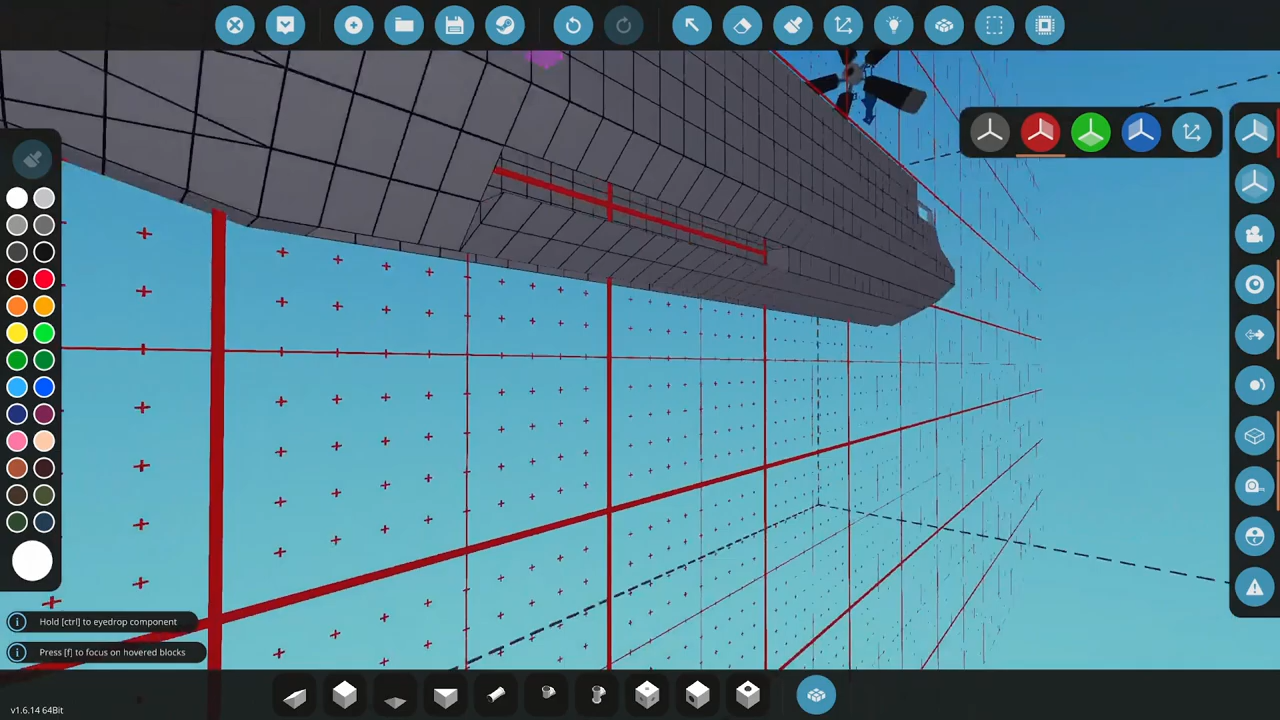 Hold [ctrl] to eyedrop component
Press [f] to focus on hovered blocks
v1.6.14 64Bit